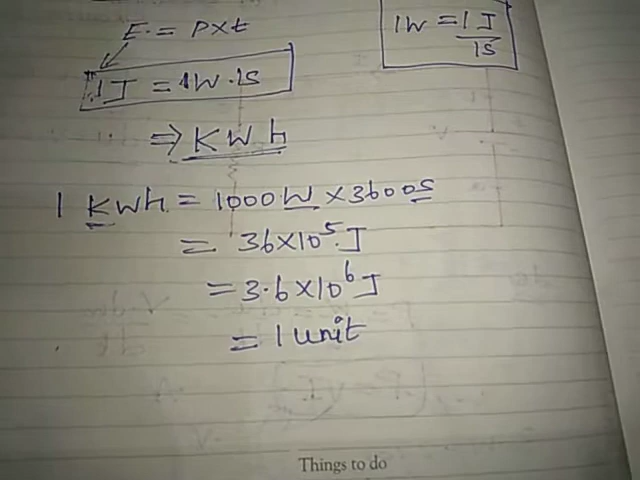 E = P×t
1W = 1J/1s
1J = 1W.1s
⇒ KWh
1 KWh = 1000W × 3600s
= 36×10⁵ J
= 3.6×10⁶ J
= 1 unit
Things to do